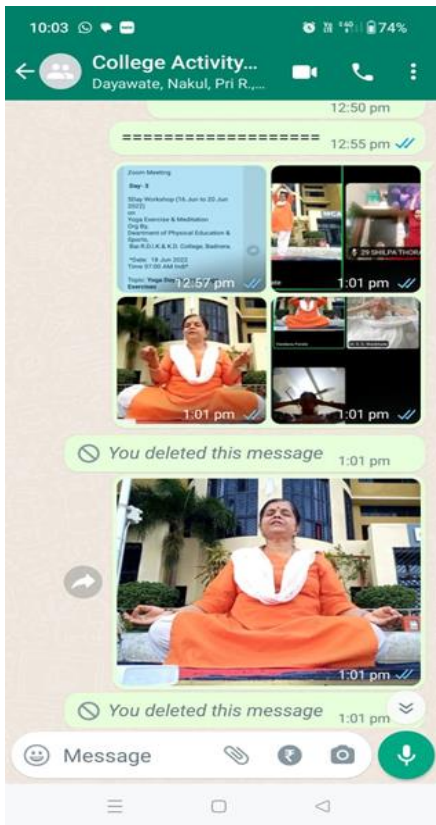 10:03 74%
College Activity...
Dayawate, Nakul, Pri R.,...
12:50 pm
==================== 12:55 pm
Zoom Meeting
Day- 3
5Day Workshop (16 Jun to 20 Jun
2022)
on
Yoga Exercise & Meditation
Org By,
Department of Physical Education &
Sports,
Bar.R.D.I.K.& K.D. College, Badnera
*Date: 18 Jun 2022
Time 07:00 AM Indi*
Topic: Yoga Day
Exercises
12:57 pm
29 SHILPA THORA
1:01 pm
1:01 pm
1:01 pm
You deleted this message 1:01 pm
1:01 pm
You deleted this message 1:01 pm
Message